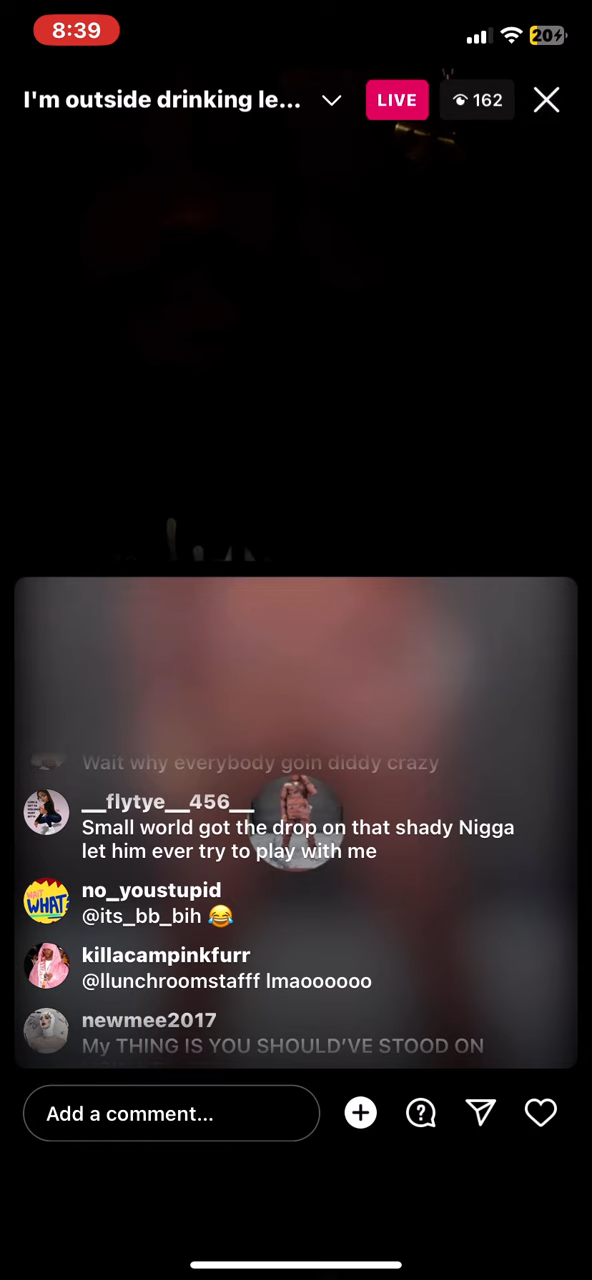 8:39
20
I'm outside drinking le...
LIVE
162
Wait why everybody goin diddy crazy
__flytye__456__
Small world got the drop on that shady Nigga
let him ever try to play with me
WAIT
WHAT?
no_youstupid
@its_bb_bih 😂
killacampinkfurr
@llunchroomstafff lmaoooooo
newmee2017
My THING IS YOU SHOULD'VE STOOD ON
Add a comment...